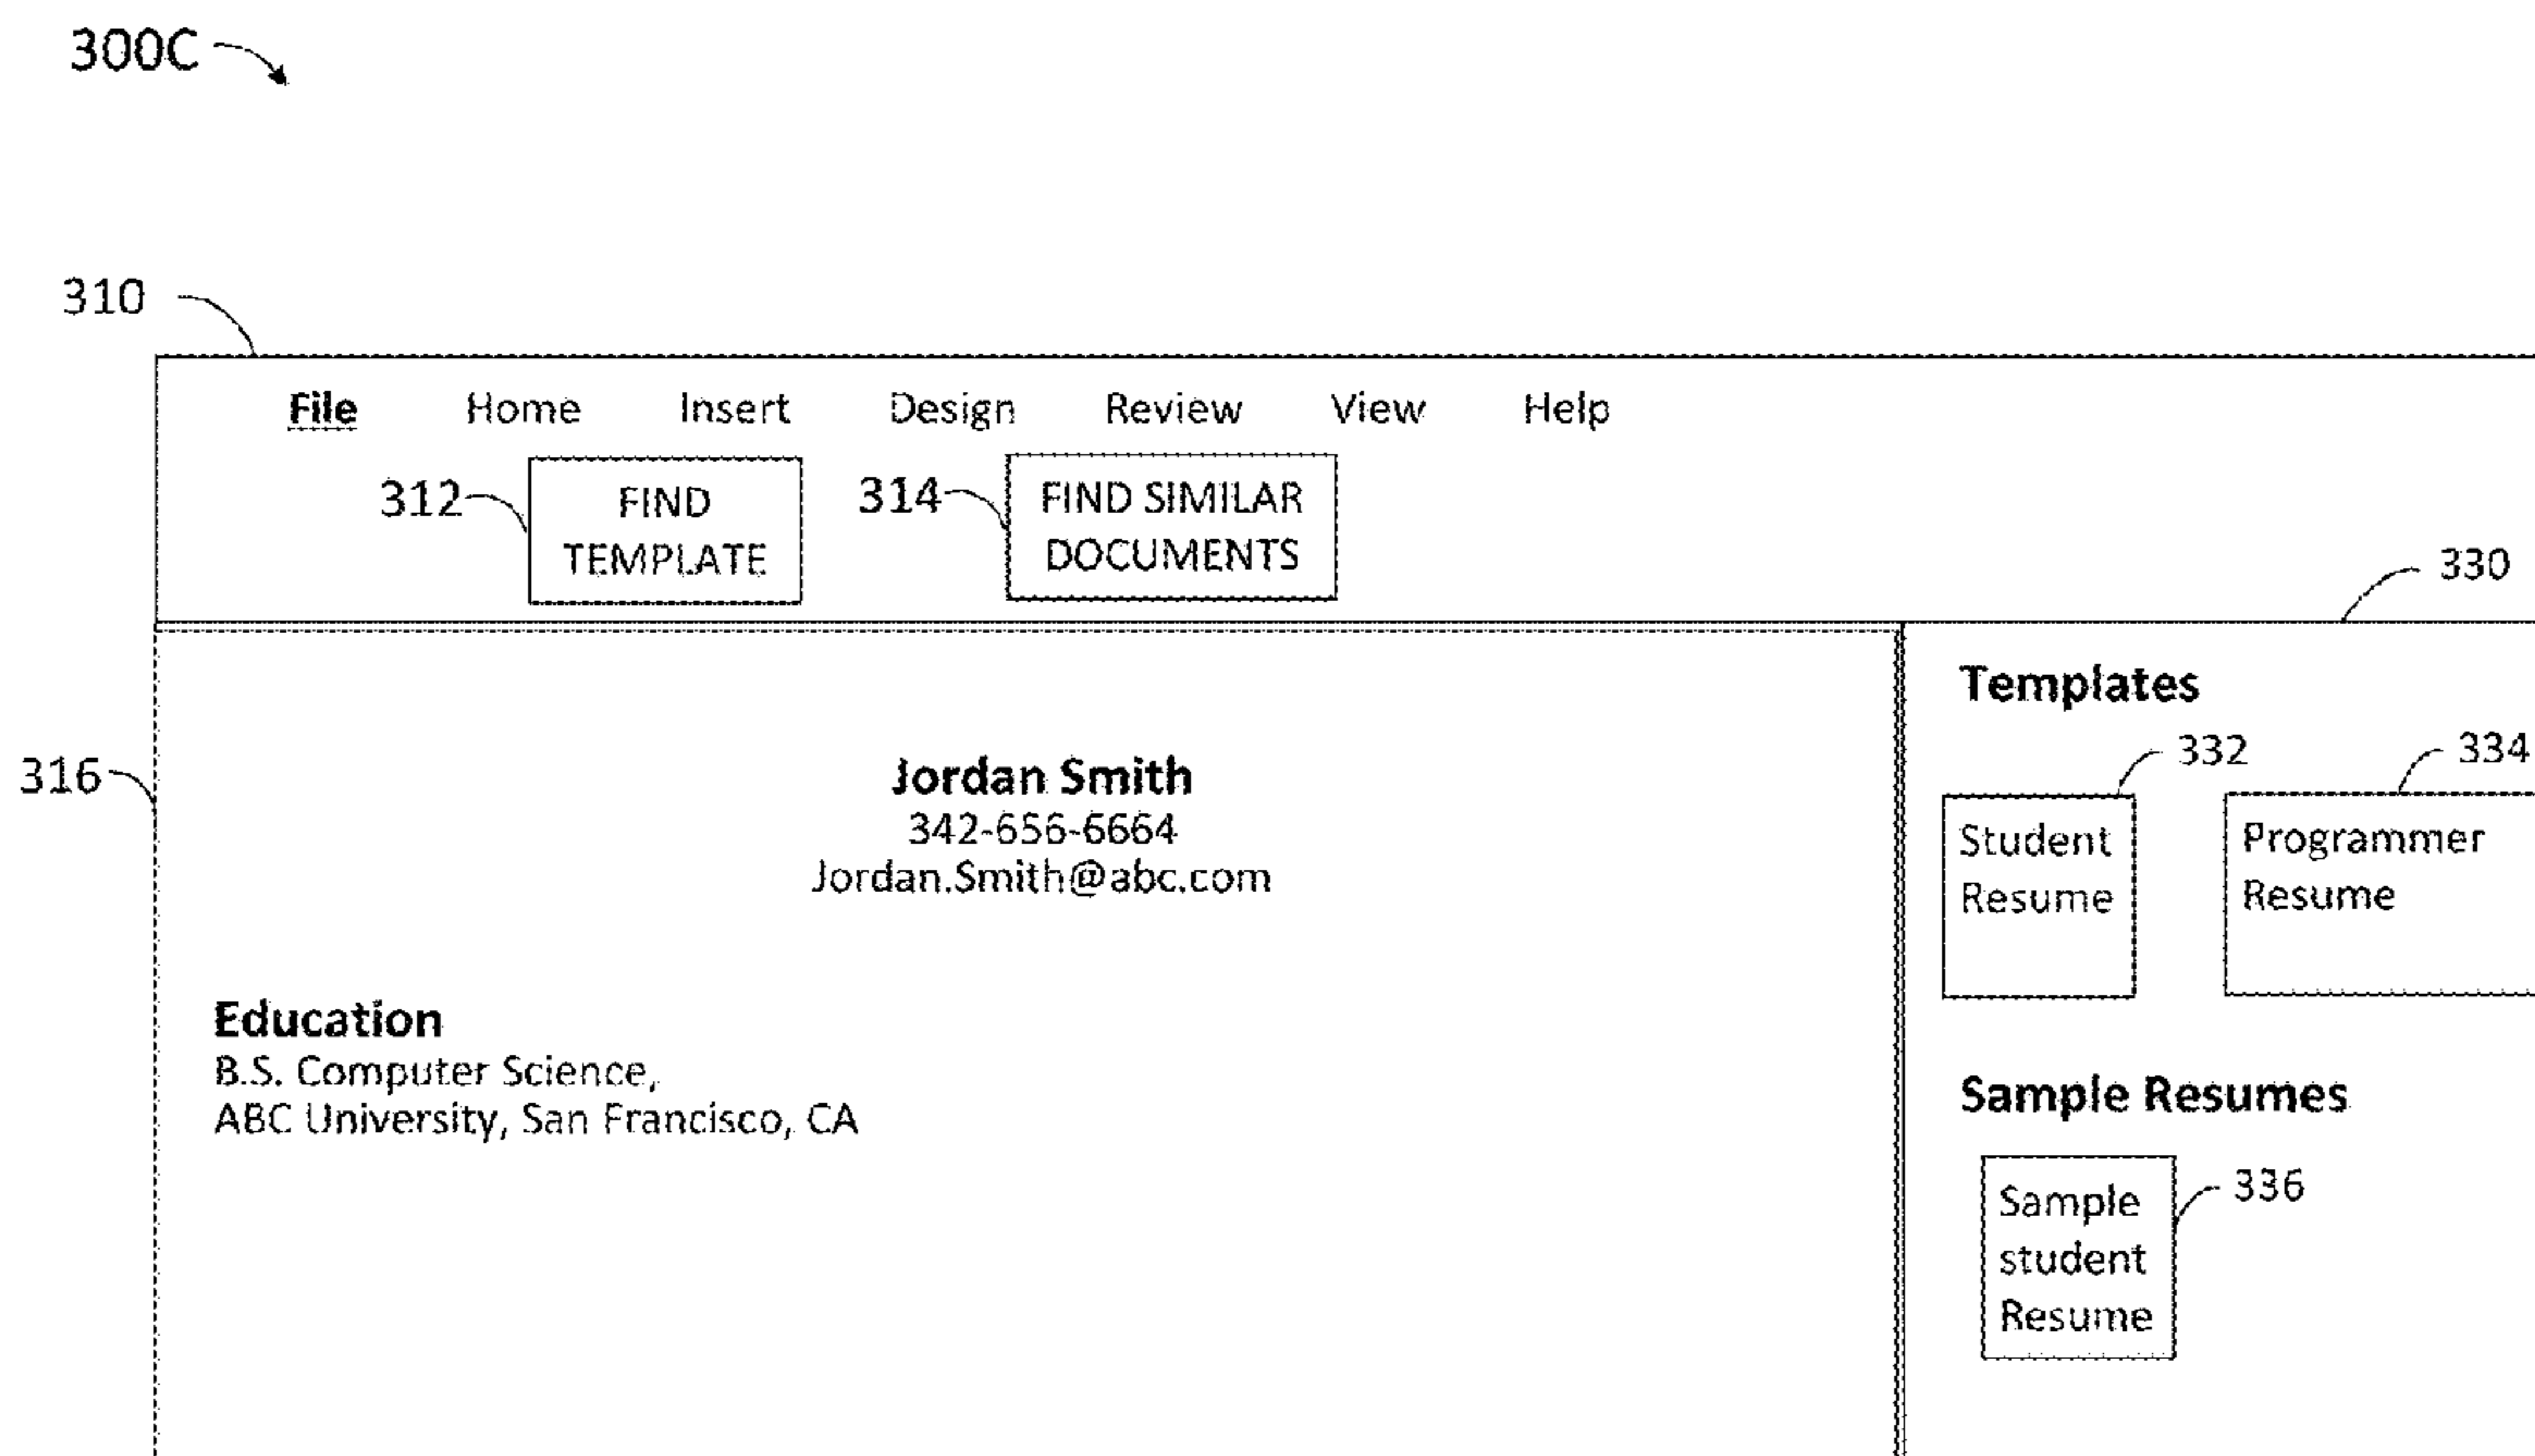 300C
310
File Home Insert Design Review View Help
312 FIND TEMPLATE
314 FIND SIMILAR DOCUMENTS
330
316
Jordan Smith
342-656-6664
Jordan.Smith@abc.com
Education
B.S. Computer Science,
ABC University, San Francisco, CA
Templates
332
334
Student
Resume
Programmer
Resume
Sample Resumes
336
Sample
student
Resume